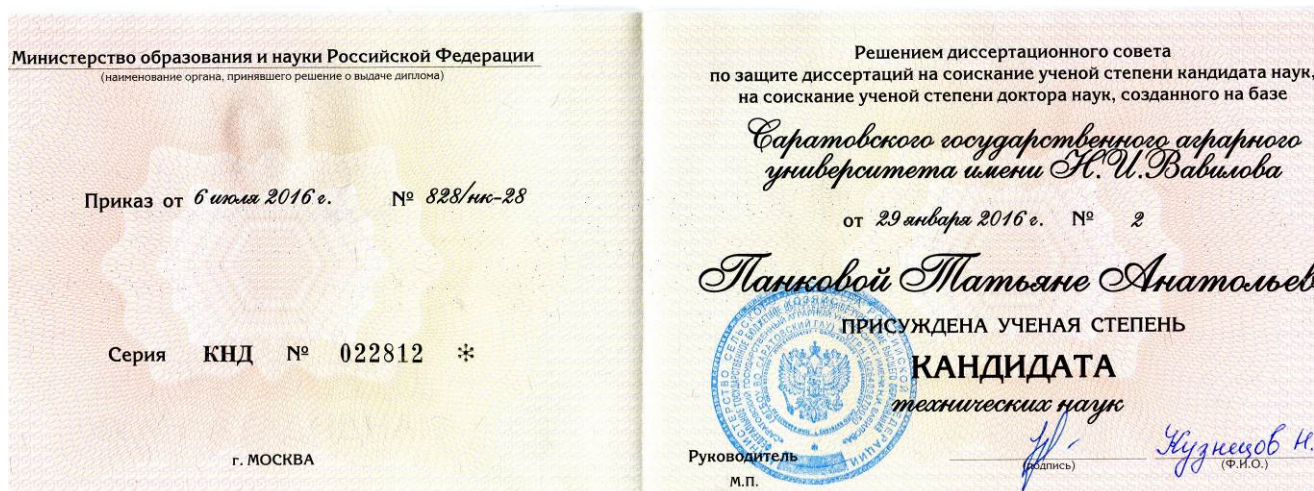 Министерство образования и науки Российской Федерации
(наименование органа, принявшего решение о выдаче диплома)
Приказ от 6 июля 2016 г. № 828/нк-28
Серия КНД № 022812 *
г. МОСКВА
Решением диссертационного совета
по защите диссертаций на соискание ученой степени кандидата наук,
на соискание ученой степени доктора наук, созданного на базе
Саратовского государственного аграрного
университета имени Н.И.Вавилова
от 29 января 2016 г. № 2
Панковой Татьяне Анатольев
ПРИСУЖДЕНА УЧЕНАЯ СТЕПЕНЬ
КАНДИДАТА
технических наук
Руководитель
(подпись)
Кузнецов Н.
(Ф.И.О.)
М.П.